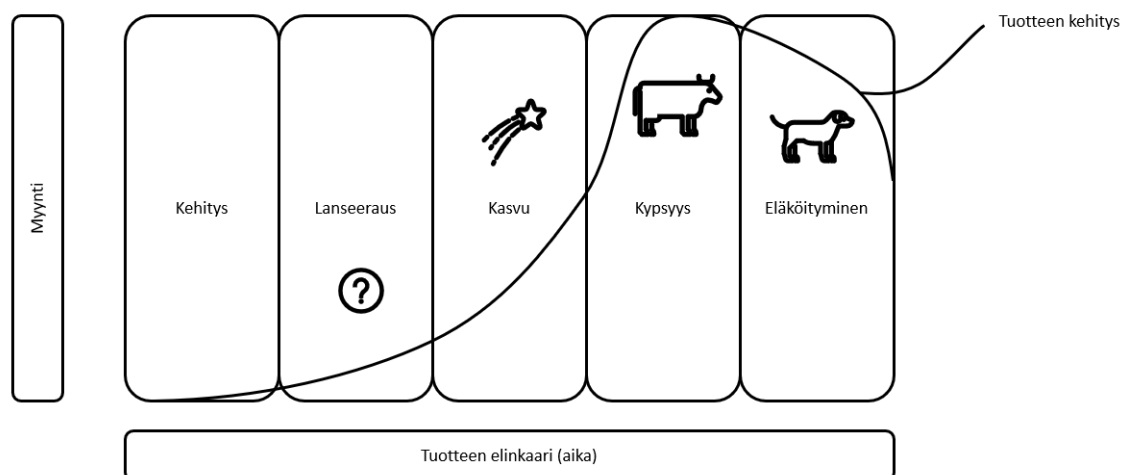 Tuotteen kehitys
Myynti
Kehitys
Lanseeraus
Kasvu
Kypsyys
Eläköityminen
?
Tuotteen elinkaari (aika)